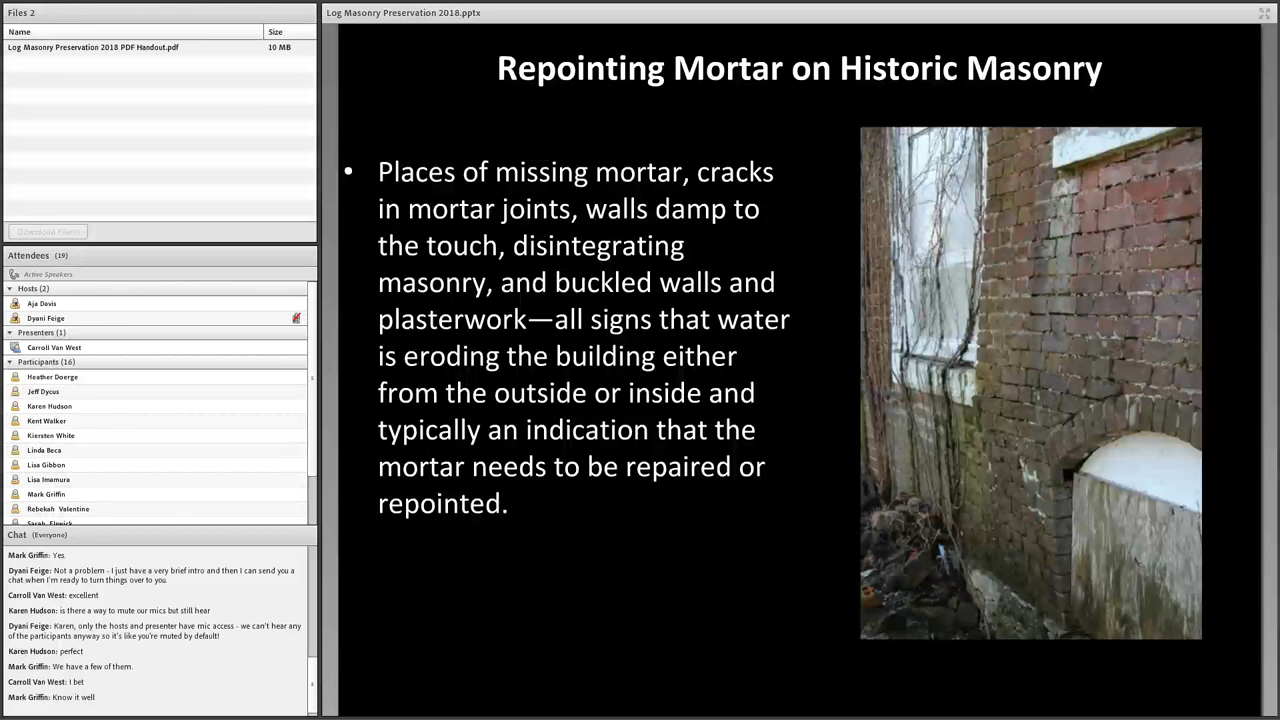 Files 2
Name Size
Log Masonry Preservation 2018 PDF Handout.pdf 10 MB
Download File(s)
Attendees (19)
Active Speakers
Hosts (2)
Aja Davis
Dyani Feige
Presenters (1)
Carroll Van West
Participants (16)
Heather Doerge
Jeff Dycus
Karen Hudson
Kent Walker
Kiersten White
Linda Beca
Lisa Gibbon
Lisa Imamura
Mark Griffin
Rebekah Valentine
Sarah Elswick
Chat (Everyone)
Mark Griffin: Yes.
Dyani Feige: Not a problem - I just have a very brief intro and then I can send you a
chat when I'm ready to turn things over to you.
Carroll Van West: excellent
Karen Hudson: is there a way to mute our mics but still hear
Dyani Feige: Karen, only the hosts and presenter have mic access - we can't hear any
of the participants anyway so it's like you're muted by default!
Karen Hudson: perfect
Mark Griffin: We have a few of them.
Carroll Van West: I bet
Mark Griffin: Know it well
Log Masonry Preservation 2018.pptx
Repointing Mortar on Historic Masonry
• Places of missing mortar, cracks
in mortar joints, walls damp to
the touch, disintegrating
masonry, and buckled walls and
plasterwork—all signs that water
is eroding the building either
from the outside or inside and
typically an indication that the
mortar needs to be repaired or
repointed.